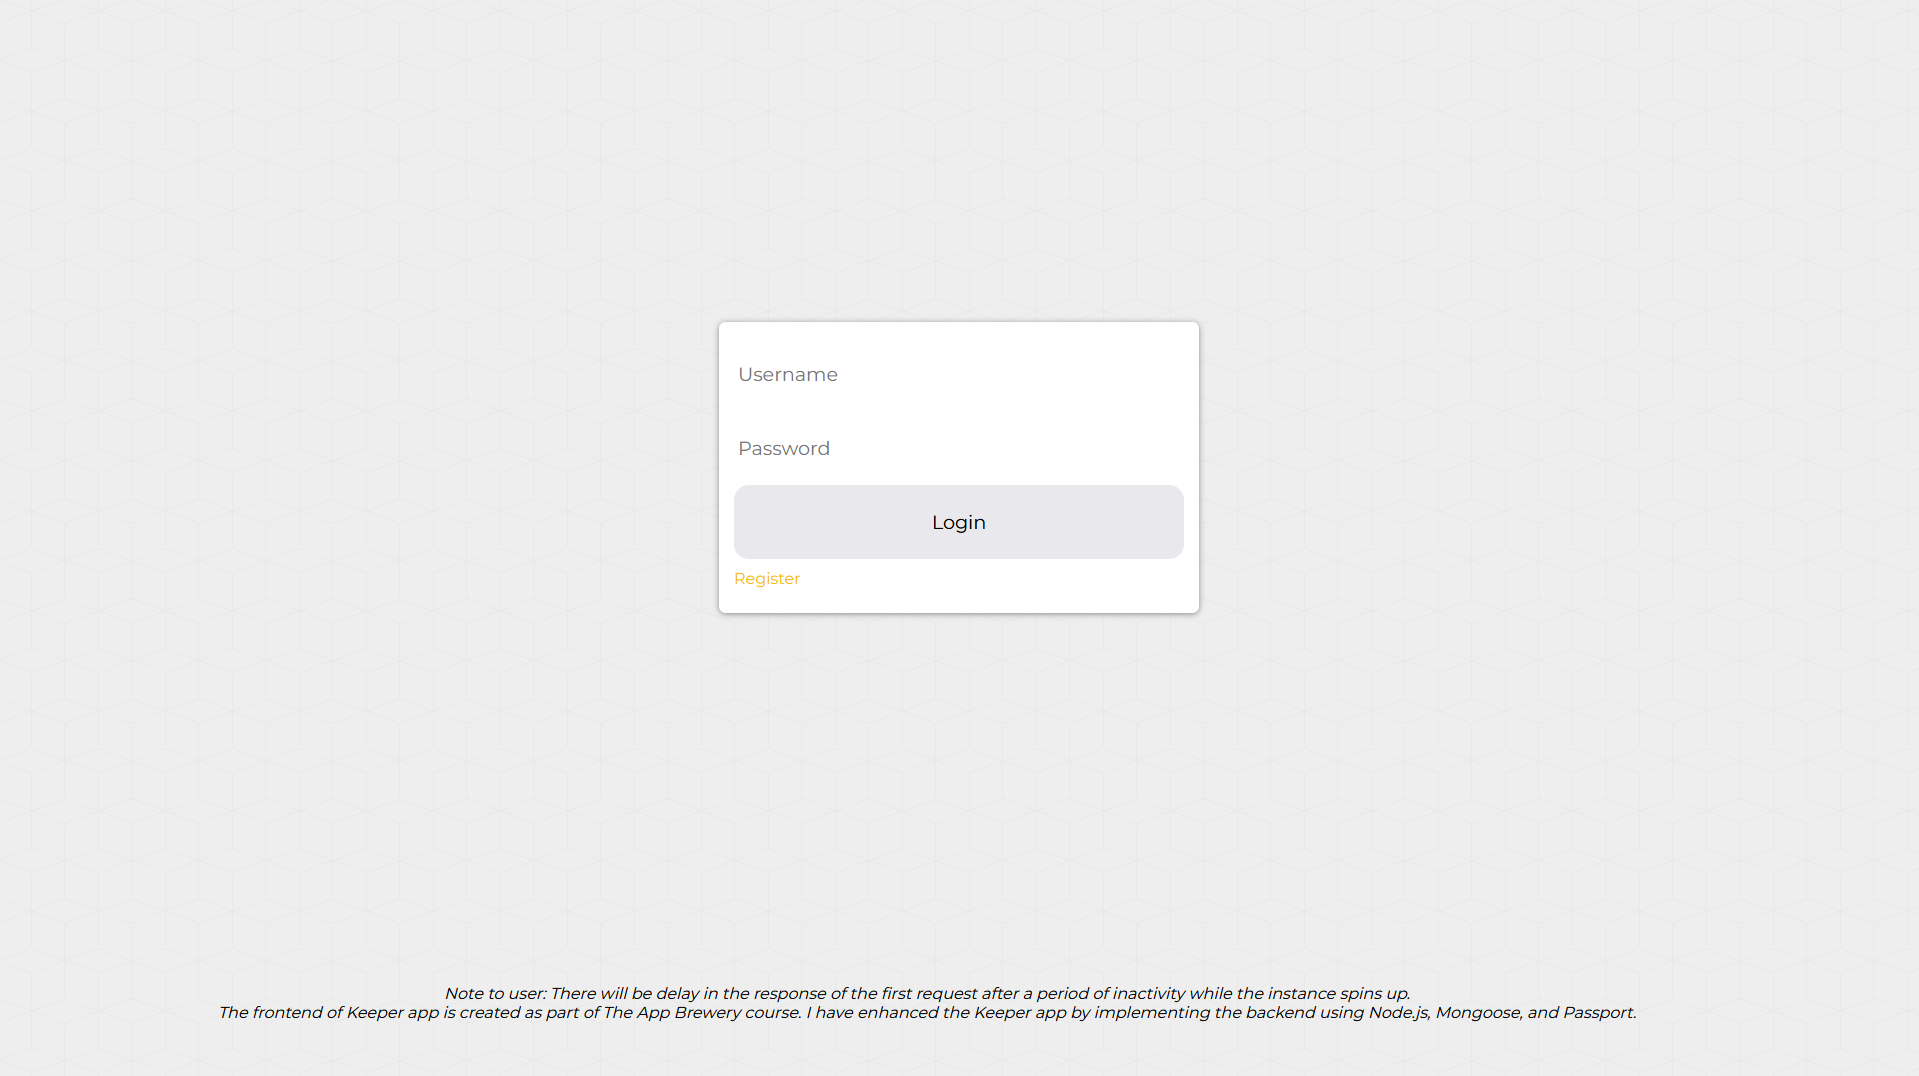 Username
Password
Login
Register
Note to user: There will be delay in the response of the first request after a period of inactivity while the instance spins up.
The frontend of Keeper app is created as part of The App Brewery course. I have enhanced the Keeper app by implementing the backend using Node.js, Mongoose, and Passport.